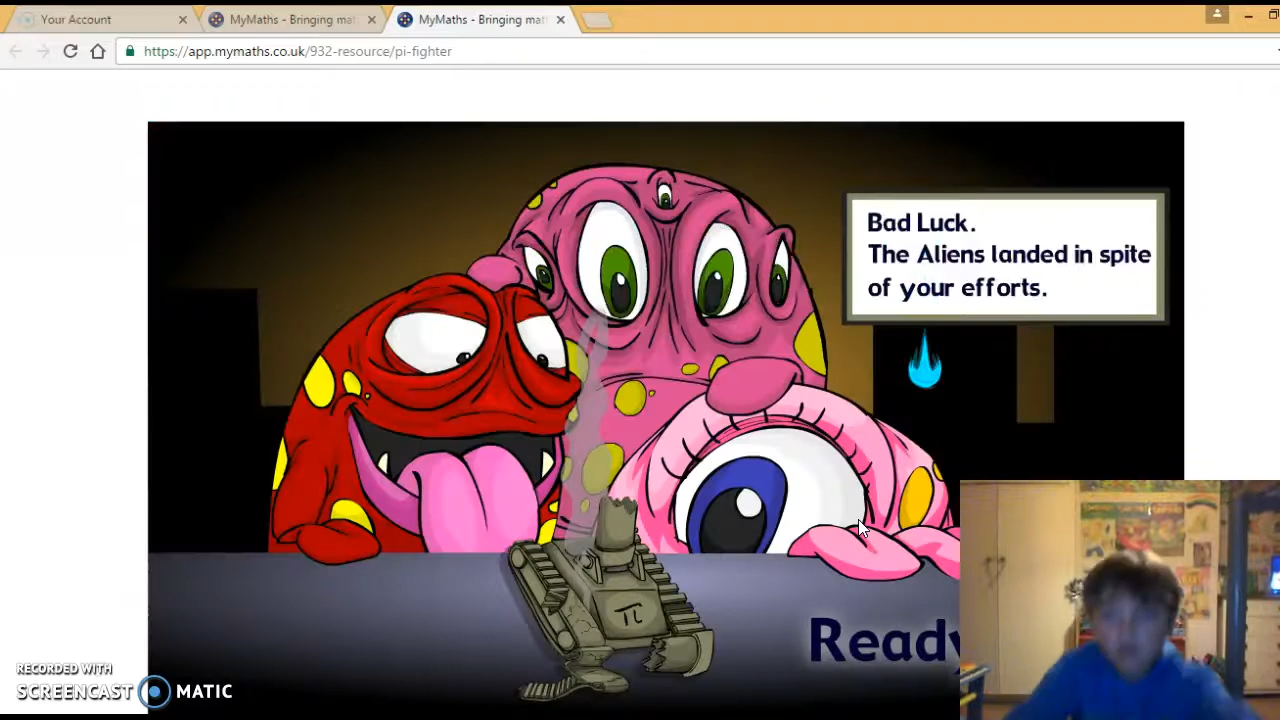 Your Account
MyMaths - Bringing mat
MyMaths - Bringing mat
https://app.mymaths.co.uk/932-resource/pi-fighter
Bad Luck.
The Aliens landed in spite
of your efforts.
π
Ready
RECORDED WITH
SCREENCAST MATIC